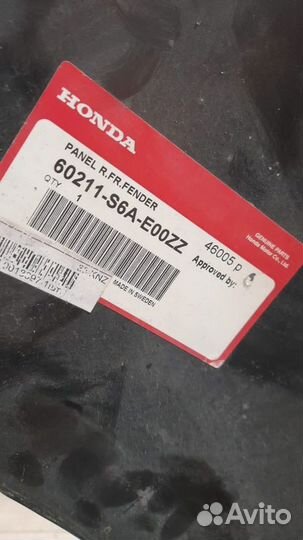 HONDA
PANEL R.FR.FENDER
60211-S6A-E00ZZ
QTY 1
46005 P
Approved by:
MADE IN SWEDEN
GENUINE PARTS
Honda Motor Co., Ltd.
Avito